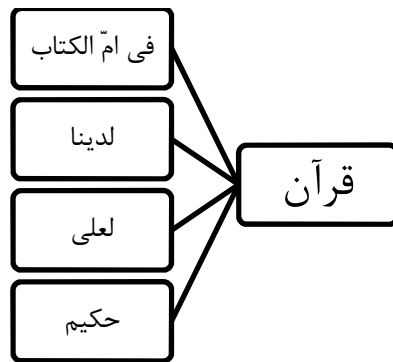 قرآن
فی امّ الکتاب
لدینا
لعلی
حکیم